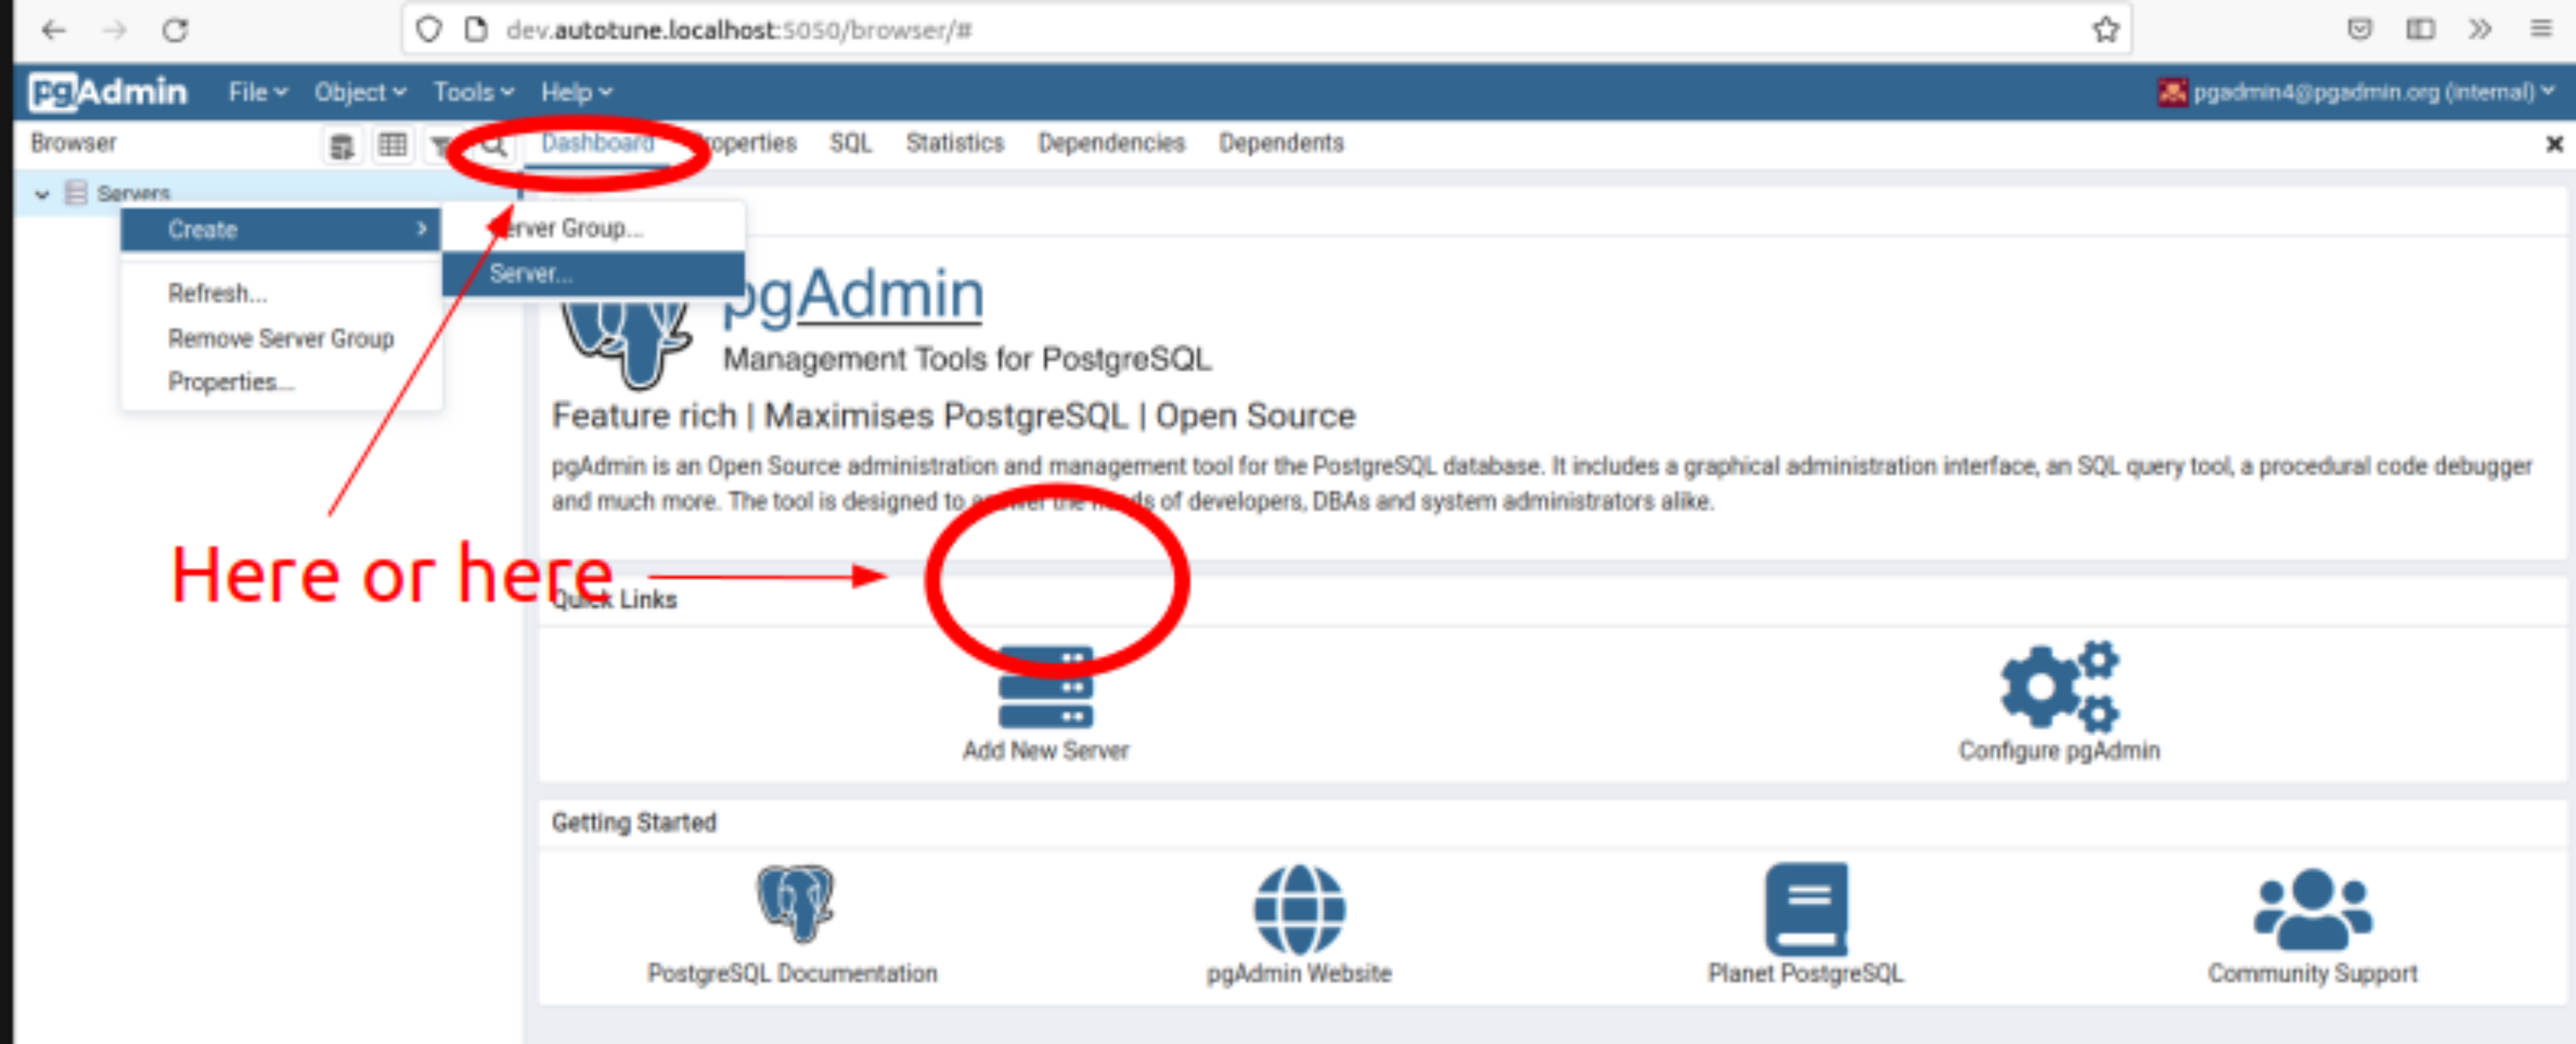 dev.autotune.localhost:5050/browser/#
pgAdmin File Object Tools Help pgadmin4@pgadmin.org (internal)
Browser Dashboard Properties SQL Statistics Dependencies Dependents
Servers
Create Server Group...
Server...
Refresh...
Remove Server Group
Properties...
pgAdmin
Management Tools for PostgreSQL
Feature rich | Maximises PostgreSQL | Open Source
pgAdmin is an Open Source administration and management tool for the PostgreSQL database. It includes a graphical administration interface, an SQL query tool, a procedural code debugger
and much more. The tool is designed to answer the needs of developers, DBAs and system administrators alike.
Here or here
Quick Links
Add New Server Configure pgAdmin
Getting Started
PostgreSQL Documentation pgAdmin Website Planet PostgreSQL Community Support